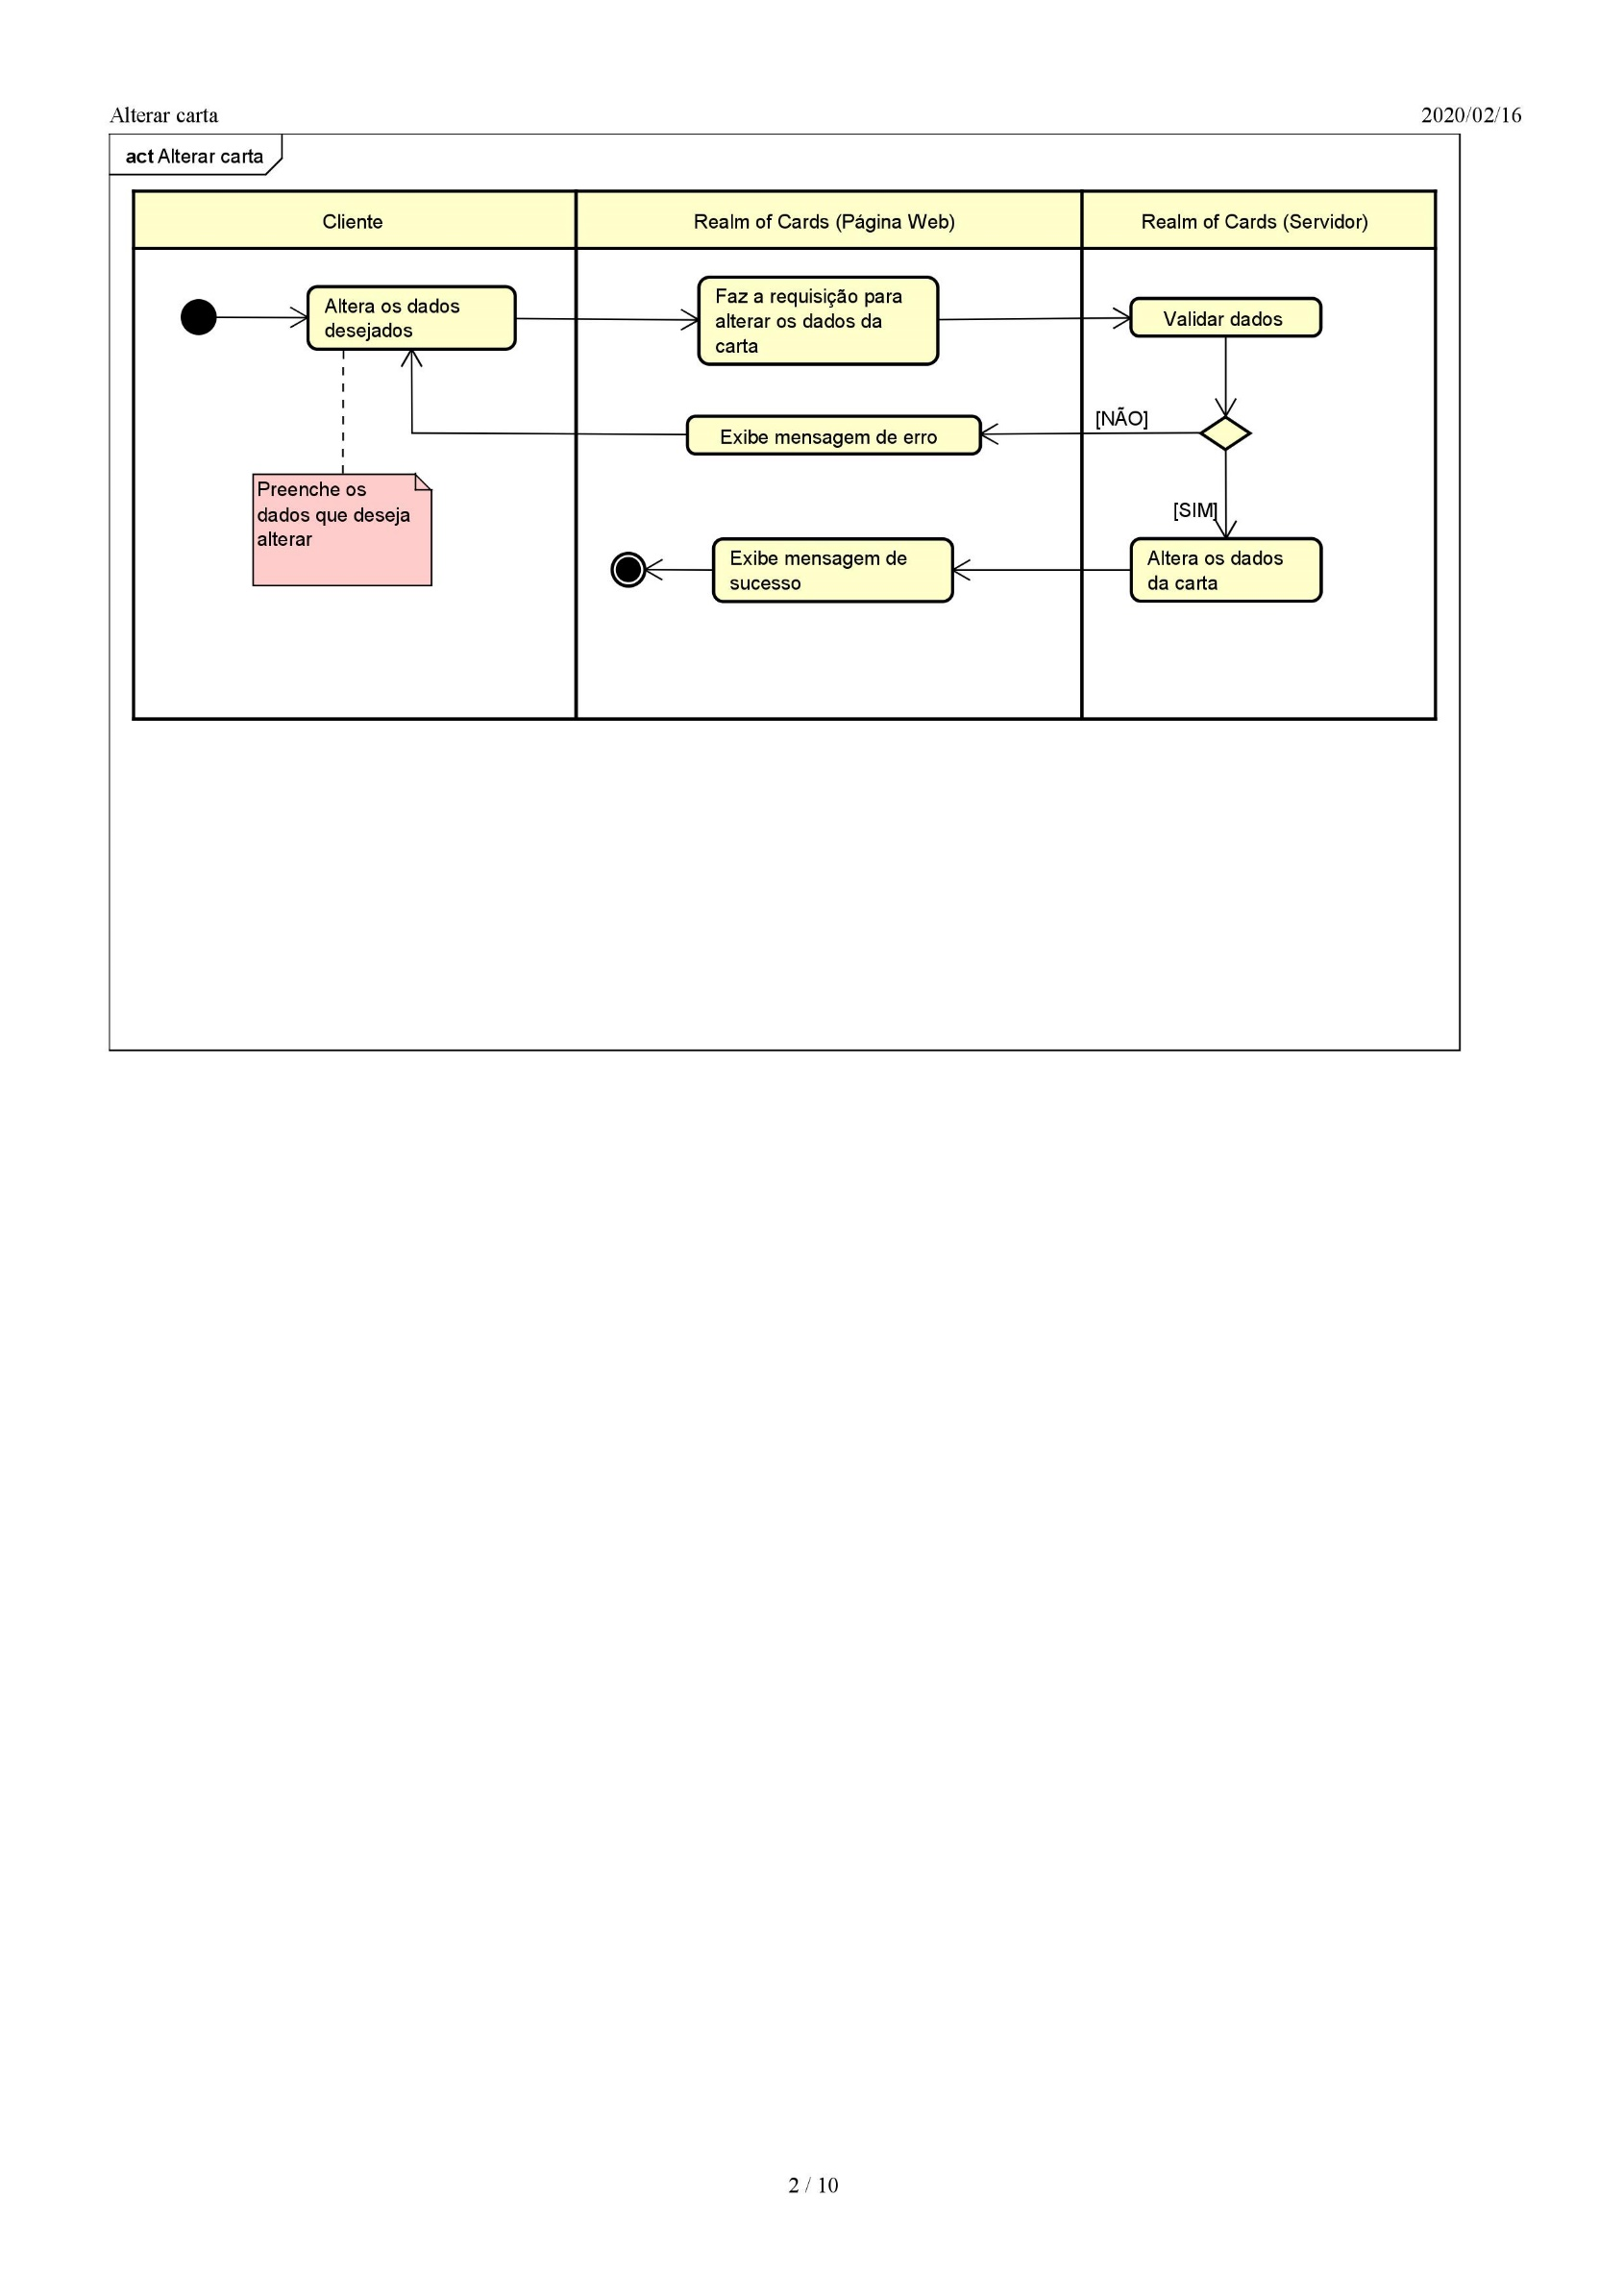 Alterar carta
2020/02/16
act Alterar carta
Cliente
Realm of Cards (Página Web)
Realm of Cards (Servidor)
Altera os dados
desejados
Faz a requisição para
alterar os dados da
carta
Validar dados
[NÃO]
Exibe mensagem de erro
Preenche os
dados que deseja
alterar
[SIM]
Exibe mensagem de
sucesso
Altera os dados
da carta
2 / 10